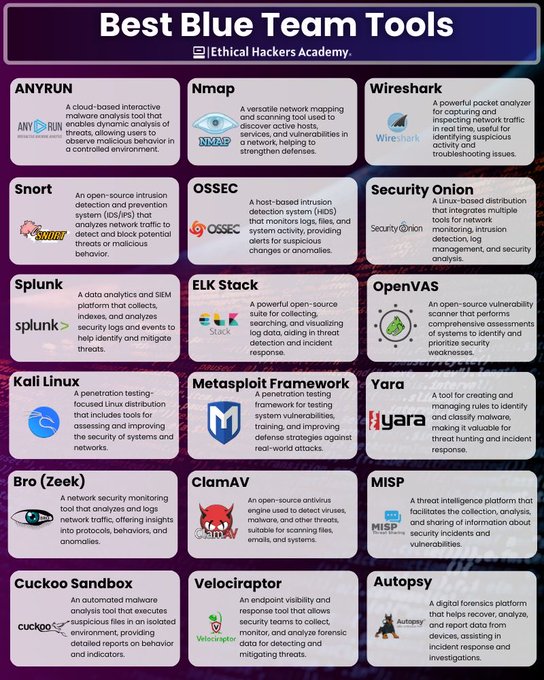 Best Blue Team Tools
Ethical Hackers Academy
ANYRUN
ANY RUN
INTERACTIVE MALWARE ANALYSIS
A cloud-based interactive
malware analysis tool that
enables dynamic analysis of
threats, allowing users to
observe malicious behavior in
a controlled environment.
Nmap
NMAP
A versatile network mapping
and scanning tool used to
discover active hosts,
services, and vulnerabilities in
a network, helping to
strengthen defenses.
Wireshark
Wireshark
A powerful packet analyzer
for capturing and
inspecting network traffic
in real time, useful for
identifying suspicious
activity and
troubleshooting issues.
Snort
SNORT
An open-source intrusion
detection and prevention
system (IDS/IPS) that
analyzes network traffic to
detect and block potential
threats or malicious
behavior.
OSSEC
OSSEC
A host-based intrusion
detection system (HIDS)
that monitors logs, files, and
system activity, providing
alerts for suspicious
changes or anomalies.
Security Onion
Security Onion
A Linux-based distribution
that integrates multiple
tools for network
monitoring, intrusion
detection, log
management, and security
analysis.
Splunk
splunk>
A data analytics and SIEM
platform that collects,
indexes, and analyzes
security logs and events to
help identify and mitigate
threats.
ELK Stack
ELK
Stack
A powerful open-source
suite for collecting,
searching, and visualizing
log data, aiding in threat
detection and incident
response.
OpenVAS
An open-source vulnerability
scanner that performs
comprehensive assessments
of systems to identify and
prioritize security
weaknesses.
Kali Linux
A penetration testing-
focused Linux distribution
that includes tools for
assessing and improving
the security of systems and
networks.
Metasploit Framework
M
A penetration testing
framework for testing
system vulnerabilities,
training, and improving
defense strategies against
real-world attacks.
Yara
yara
A tool for creating and
managing rules to identify
and classify malware,
making it valuable for
threat hunting and incident
response.
Bro (Zeek)
A network security monitoring
tool that analyzes and logs
network traffic, offering insights
into protocols, behaviors, and
anomalies.
ClamAV
ClamAV
An open-source antivirus
engine used to detect viruses,
malware, and other threats,
suitable for scanning files,
emails, and systems.
MISP
MISP
Threat Sharing
A threat intelligence platform that
facilitates the collection, analysis,
and sharing of information about
security incidents and
vulnerabilities.
Cuckoo Sandbox
cuckoo
An automated malware
analysis tool that executes
suspicious files in an isolated
environment, providing
detailed reports on behavior
and indicators.
Velociraptor
Velociraptor
An endpoint visibility and
response tool that allows
security teams to collect,
monitor, and analyze forensic
data for detecting and
mitigating threats.
Autopsy
Autopsy
A digital forensics platform
that helps recover, analyze,
and report data from
devices, assisting in
incident response and
investigations.